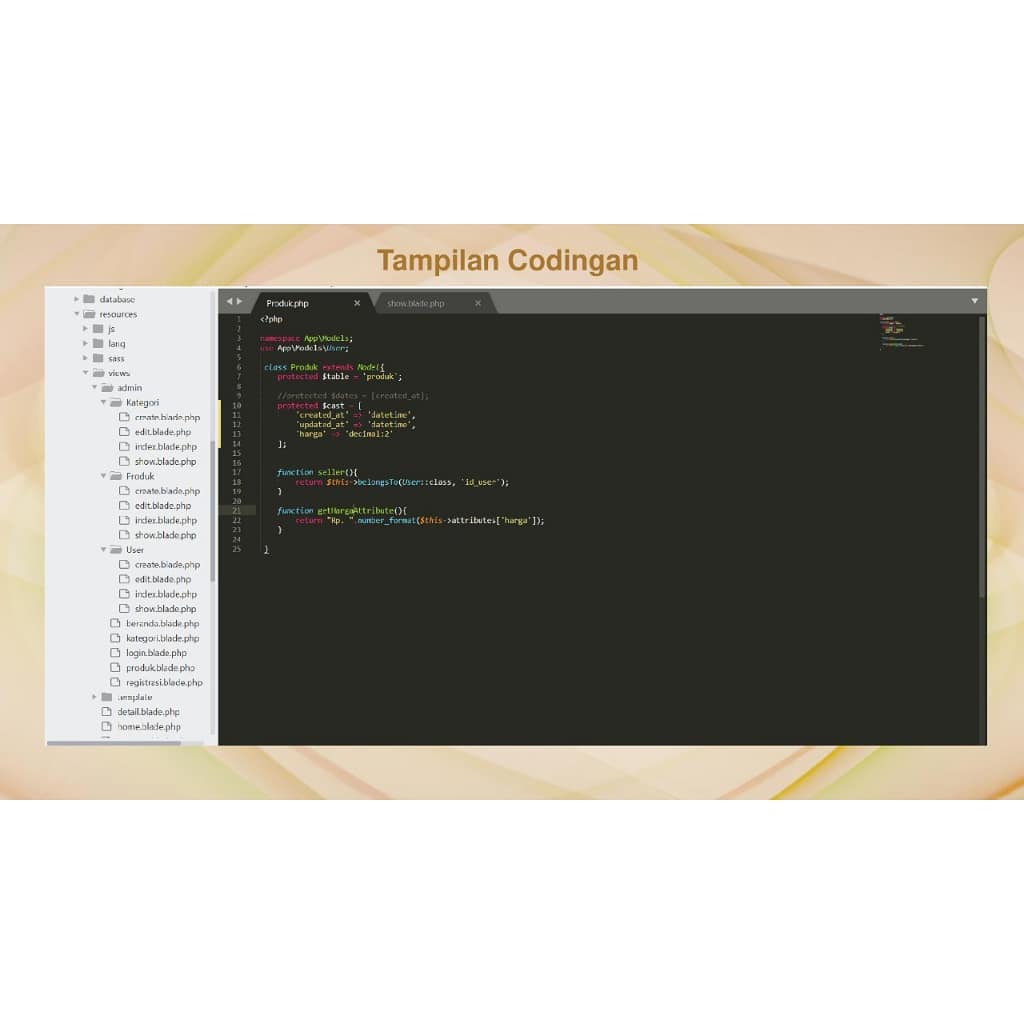 Tampilan Codingan
database
resources
js
lang
sass
views
admin
Kategori
create.blade.php
edit.blade.php
index.blade.php
show.blade.php
Produk
create.blade.php
edit.blade.php
index.blade.php
show.blade.php
User
create.blade.php
edit.blade.php
index.blade.php
show.blade.php
beranda.blade.php
kategori.blade.php
login.blade.php
produk.blade.php
registrasi.blade.php
template
detail.blade.php
home.blade.php
Produk.php × show.blade.php ×
1 <?php
2
3 namespace App\Models;
4 use App\Models\User;
5
6 class Produk extends Model{
7 protected $table = 'produk';
8
9 //protected $dates = [created_at];
10 protected $cast = [
11 'created_at' => 'datetime',
12 'updated_at' => 'datetime',
13 'harga' => 'decimal:2'
14 ];
15
16
17 function seller(){
18 return $this->belongsTo(User::class, 'id_user');
19 }
20
21 function getHargaAttribute(){
22 return "Rp. ".number_format($this->attributes['harga']);
23 }
24
25 }